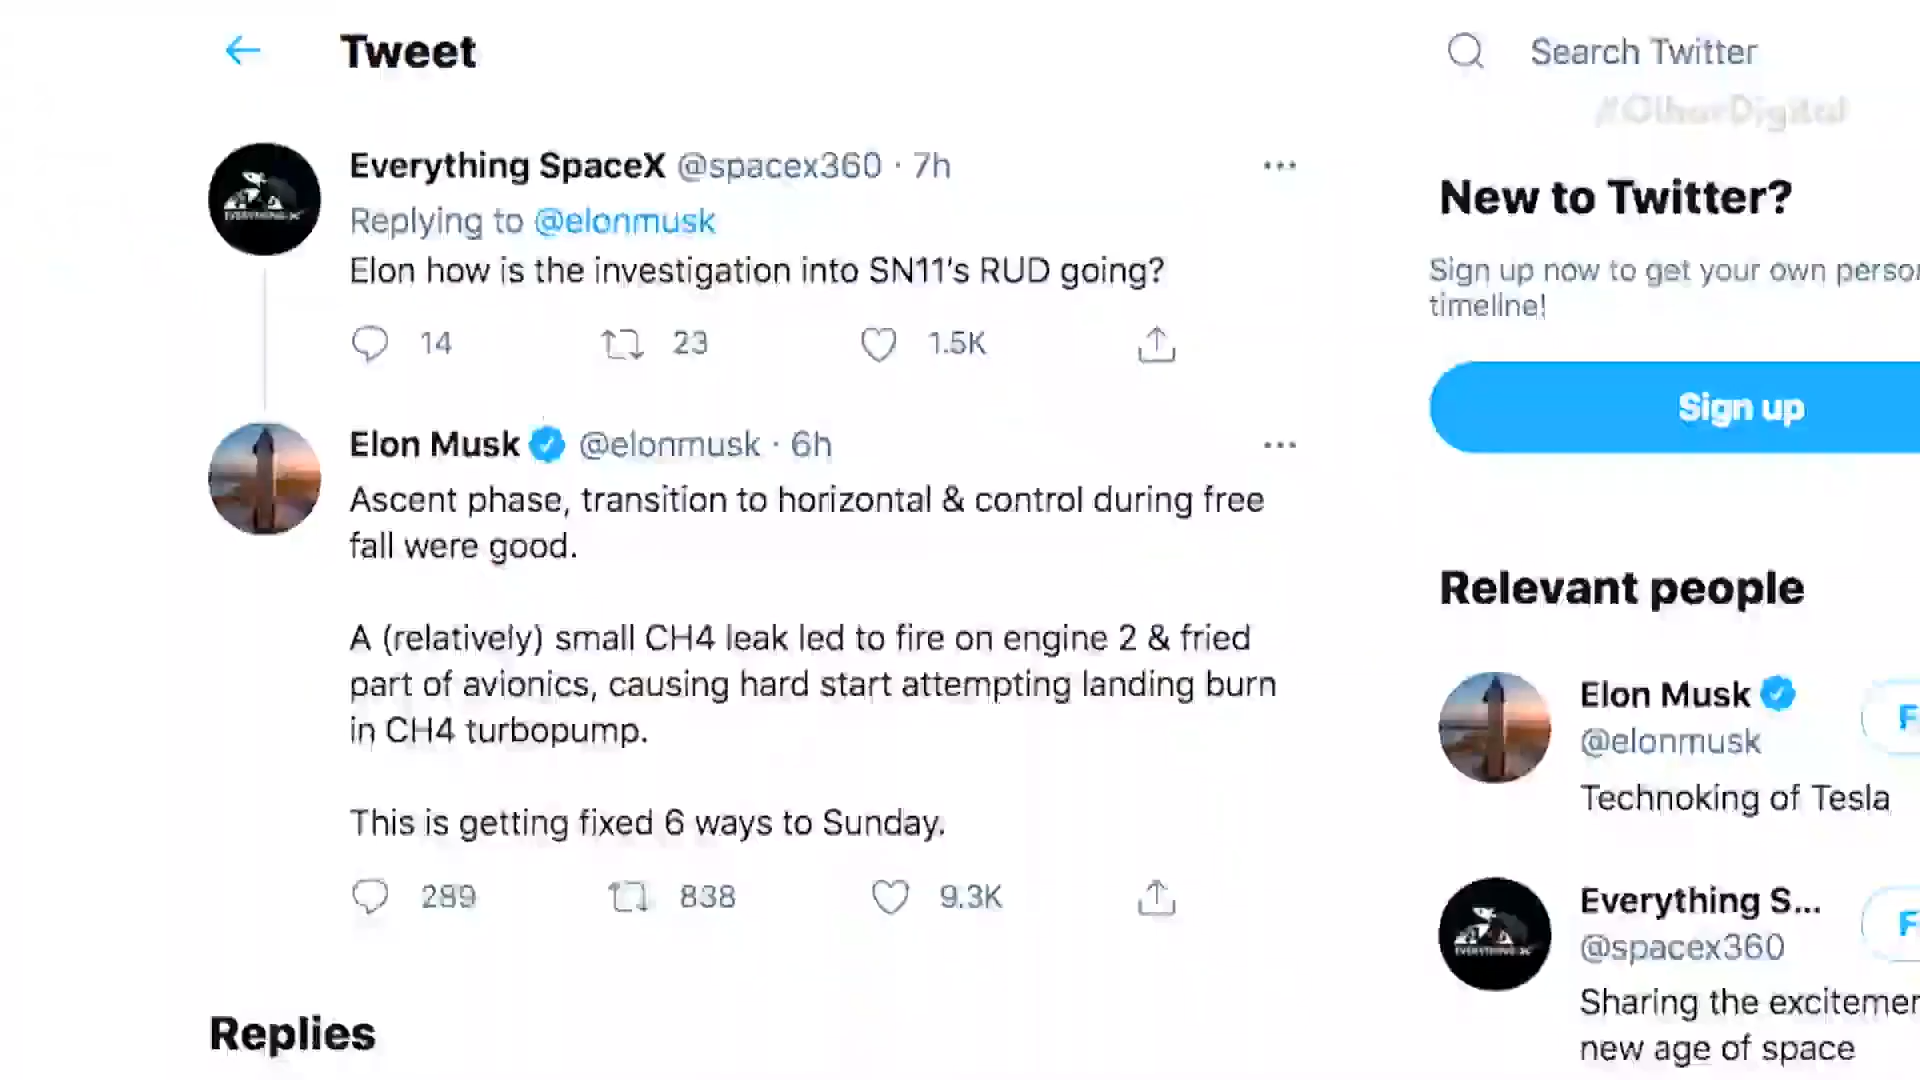 Tweet
Search Twitter
#OlharDigital
Everything SpaceX @spacex360 · 7h
Replying to @elonmusk
Elon how is the investigation into SN11's RUD going?
14 23 1.5K
New to Twitter?
Sign up now to get your own person
timeline!
Sign up
Elon Musk @elonmusk · 6h
Ascent phase, transition to horizontal & control during free
fall were good.
A (relatively) small CH4 leak led to fire on engine 2 & fried
part of avionics, causing hard start attempting landing burn
in CH4 turbopump.
This is getting fixed 6 ways to Sunday.
289 838 9.3K
Replies
Relevant people
Elon Musk
@elonmusk
F
Technoking of Tesla
Everything S...
@spacex360
F
Sharing the excitemen
new age of space